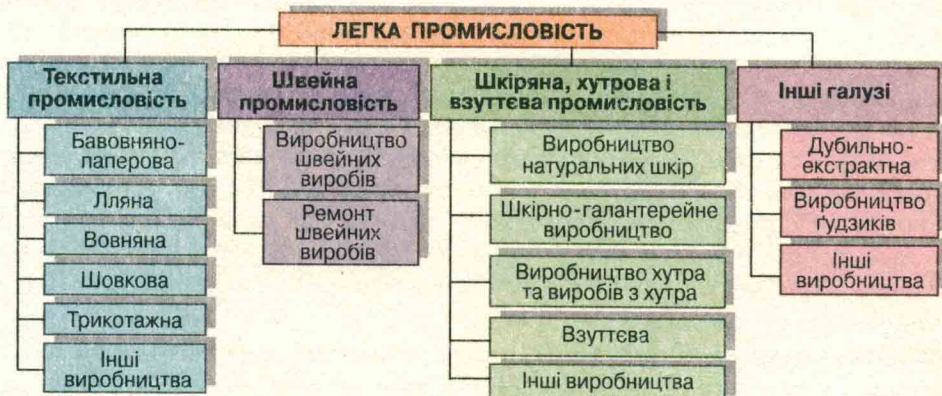 ЛЕГКА ПРОМИСЛОВІСТЬ
Текстильна
промисловість
Бавовняно-
паперова
Лляна
Вовняна
Шовкова
Трикотажна
Інші
виробництва
Швейна
промисловість
Виробництво
швейних
виробів
Ремонт
швейних
виробів
Шкіряна, хутрова і
взуттєва промисловість
Виробництво
натуральних шкір
Шкірно-галантерейне
виробництво
Виробництво хутра
та виробів з хутра
Взуттєва
Інші виробництва
Інші галузі
Дубильно-
екстрактна
Виробництво
ґудзиків
Інші
виробництва